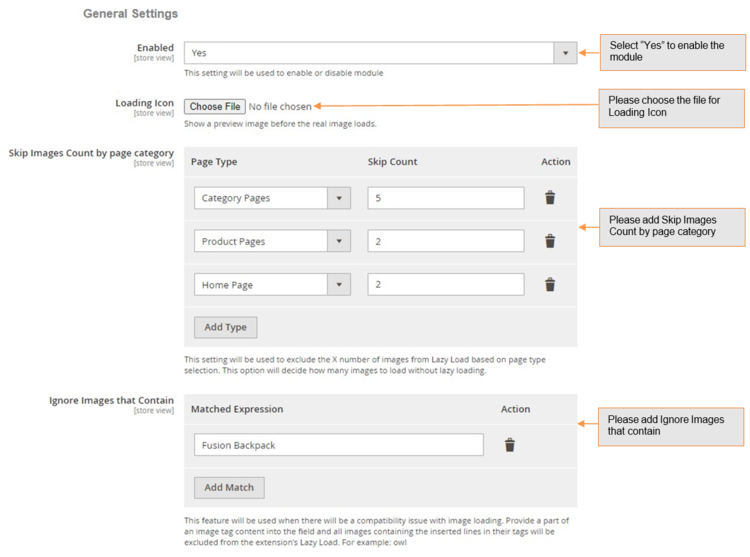 General Settings
Enabled
[store view]
Yes
This setting will be used to enable or disable module
Select "Yes" to enable the
module
Loading Icon
[store view]
Choose File No file chosen
Show a preview image before the real image loads.
Please choose the file for
Loading Icon
Skip Images Count by page category
[store view]
Page Type Skip Count Action
Category Pages 5
Product Pages 2
Home Page 2
Add Type
Please add Skip Images
Count by page category
This setting will be used to exclude the X number of images from Lazy Load based on page type
selection. This option will decide how many images to load without lazy loading.
Ignore Images that Contain
[store view]
Matched Expression Action
Fusion Backpack
Add Match
Please add Ignore Images
that contain
This feature will be used when there will be a compatibility issue with image loading. Provide a part of
an image tag content into the field and all images containing the inserted lines in their tags will be
excluded from the extension's Lazy Load. For example: owl